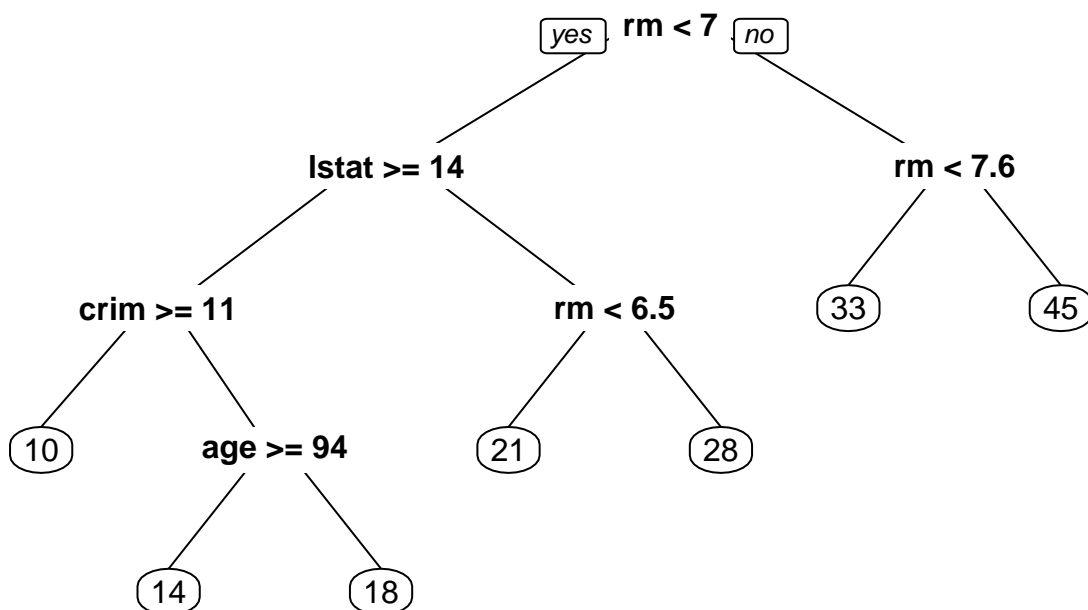 yes rm < 7 no
lstat >= 14 rm < 7.6
crim >= 11 rm < 6.5 33 45
10 age >= 94 21 28
14 18